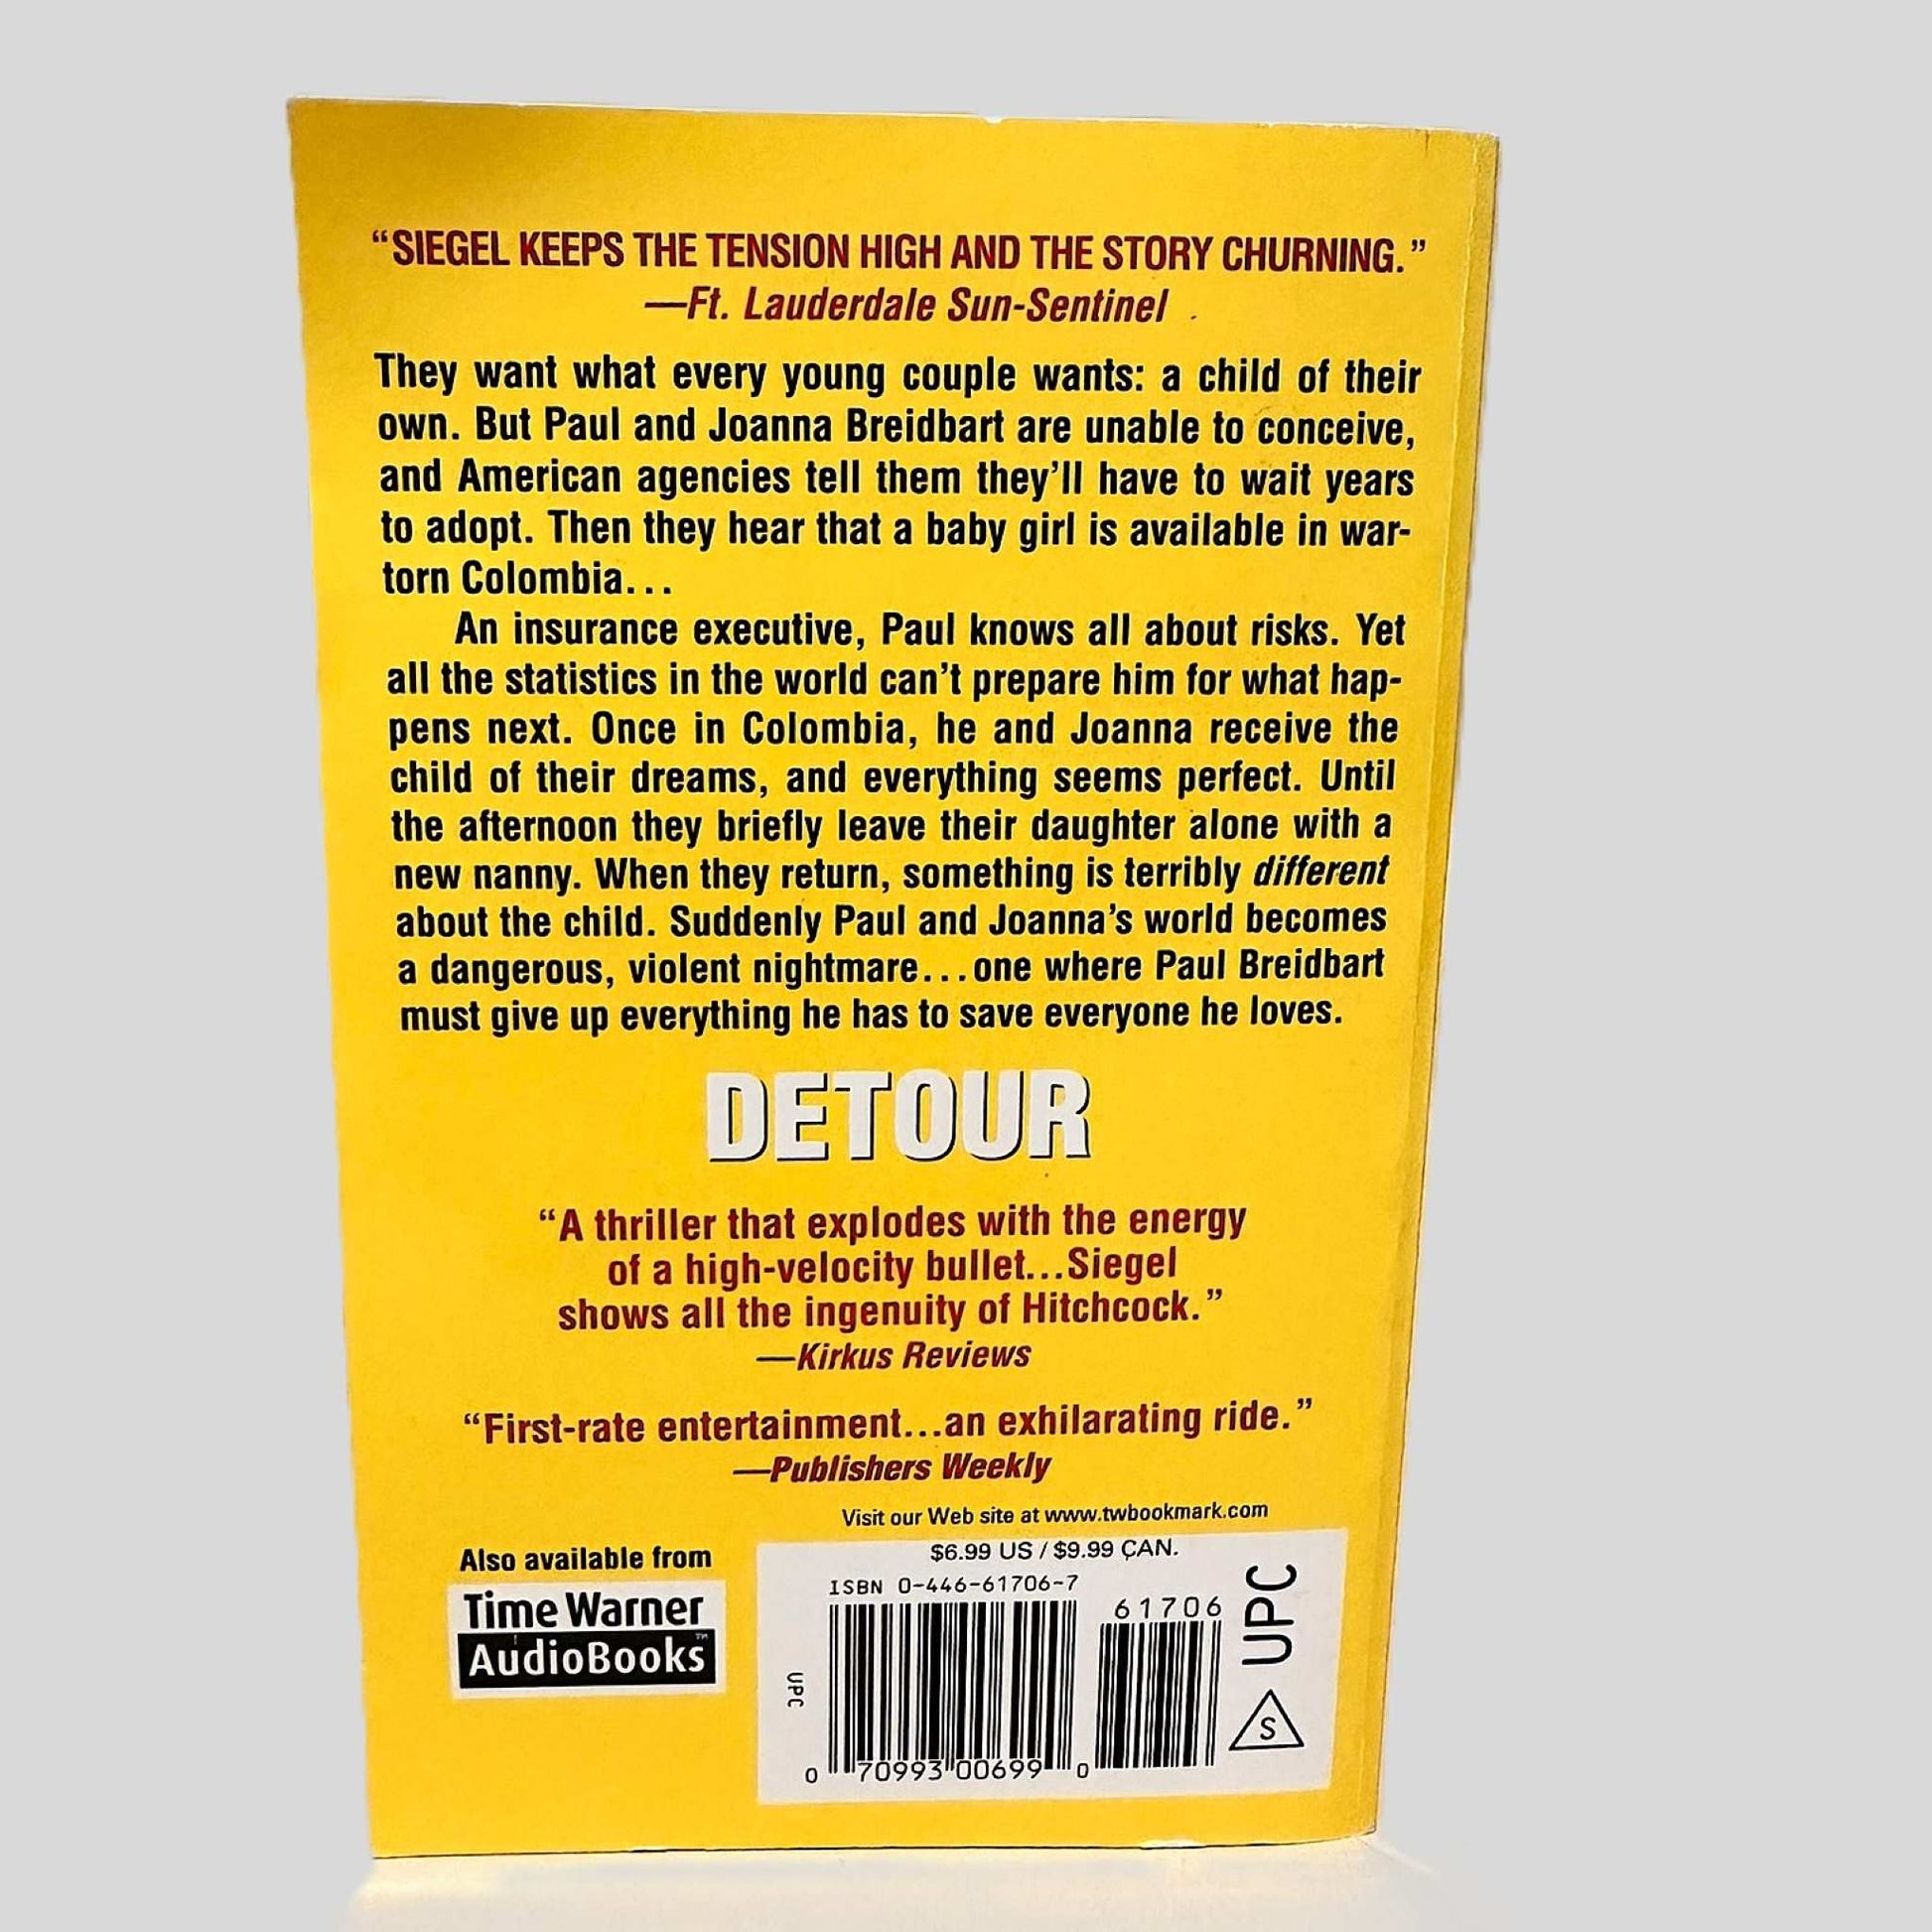 “SIEGEL KEEPS THE TENSION HIGH AND THE STORY CHURNING.”
—Ft. Lauderdale Sun-Sentinel
They want what every young couple wants: a child of their
own. But Paul and Joanna Breidbart are unable to conceive,
and American agencies tell them they’ll have to wait years
to adopt. Then they hear that a baby girl is available in war-
torn Colombia...
An insurance executive, Paul knows all about risks. Yet
all the statistics in the world can’t prepare him for what hap-
pens next. Once in Colombia, he and Joanna receive the
child of their dreams, and everything seems perfect. Until
the afternoon they briefly leave their daughter alone with a
new nanny. When they return, something is terribly different
about the child. Suddenly Paul and Joanna’s world becomes
a dangerous, violent nightmare...one where Paul Breidbart
must give up everything he has to save everyone he loves.
DETOUR
“A thriller that explodes with the energy
of a high-velocity bullet...Siegel
shows all the ingenuity of Hitchcock.”
—Kirkus Reviews
“First-rate entertainment...an exhilarating ride.”
—Publishers Weekly
Visit our Web site at www.twbookmark.com
Also available from
Time Warner
AudioBooks™
$6.99 US / $9.99 CAN.
ISBN 0-446-61706-7
61706
UPC
UPC
S
0 70993 00699 0